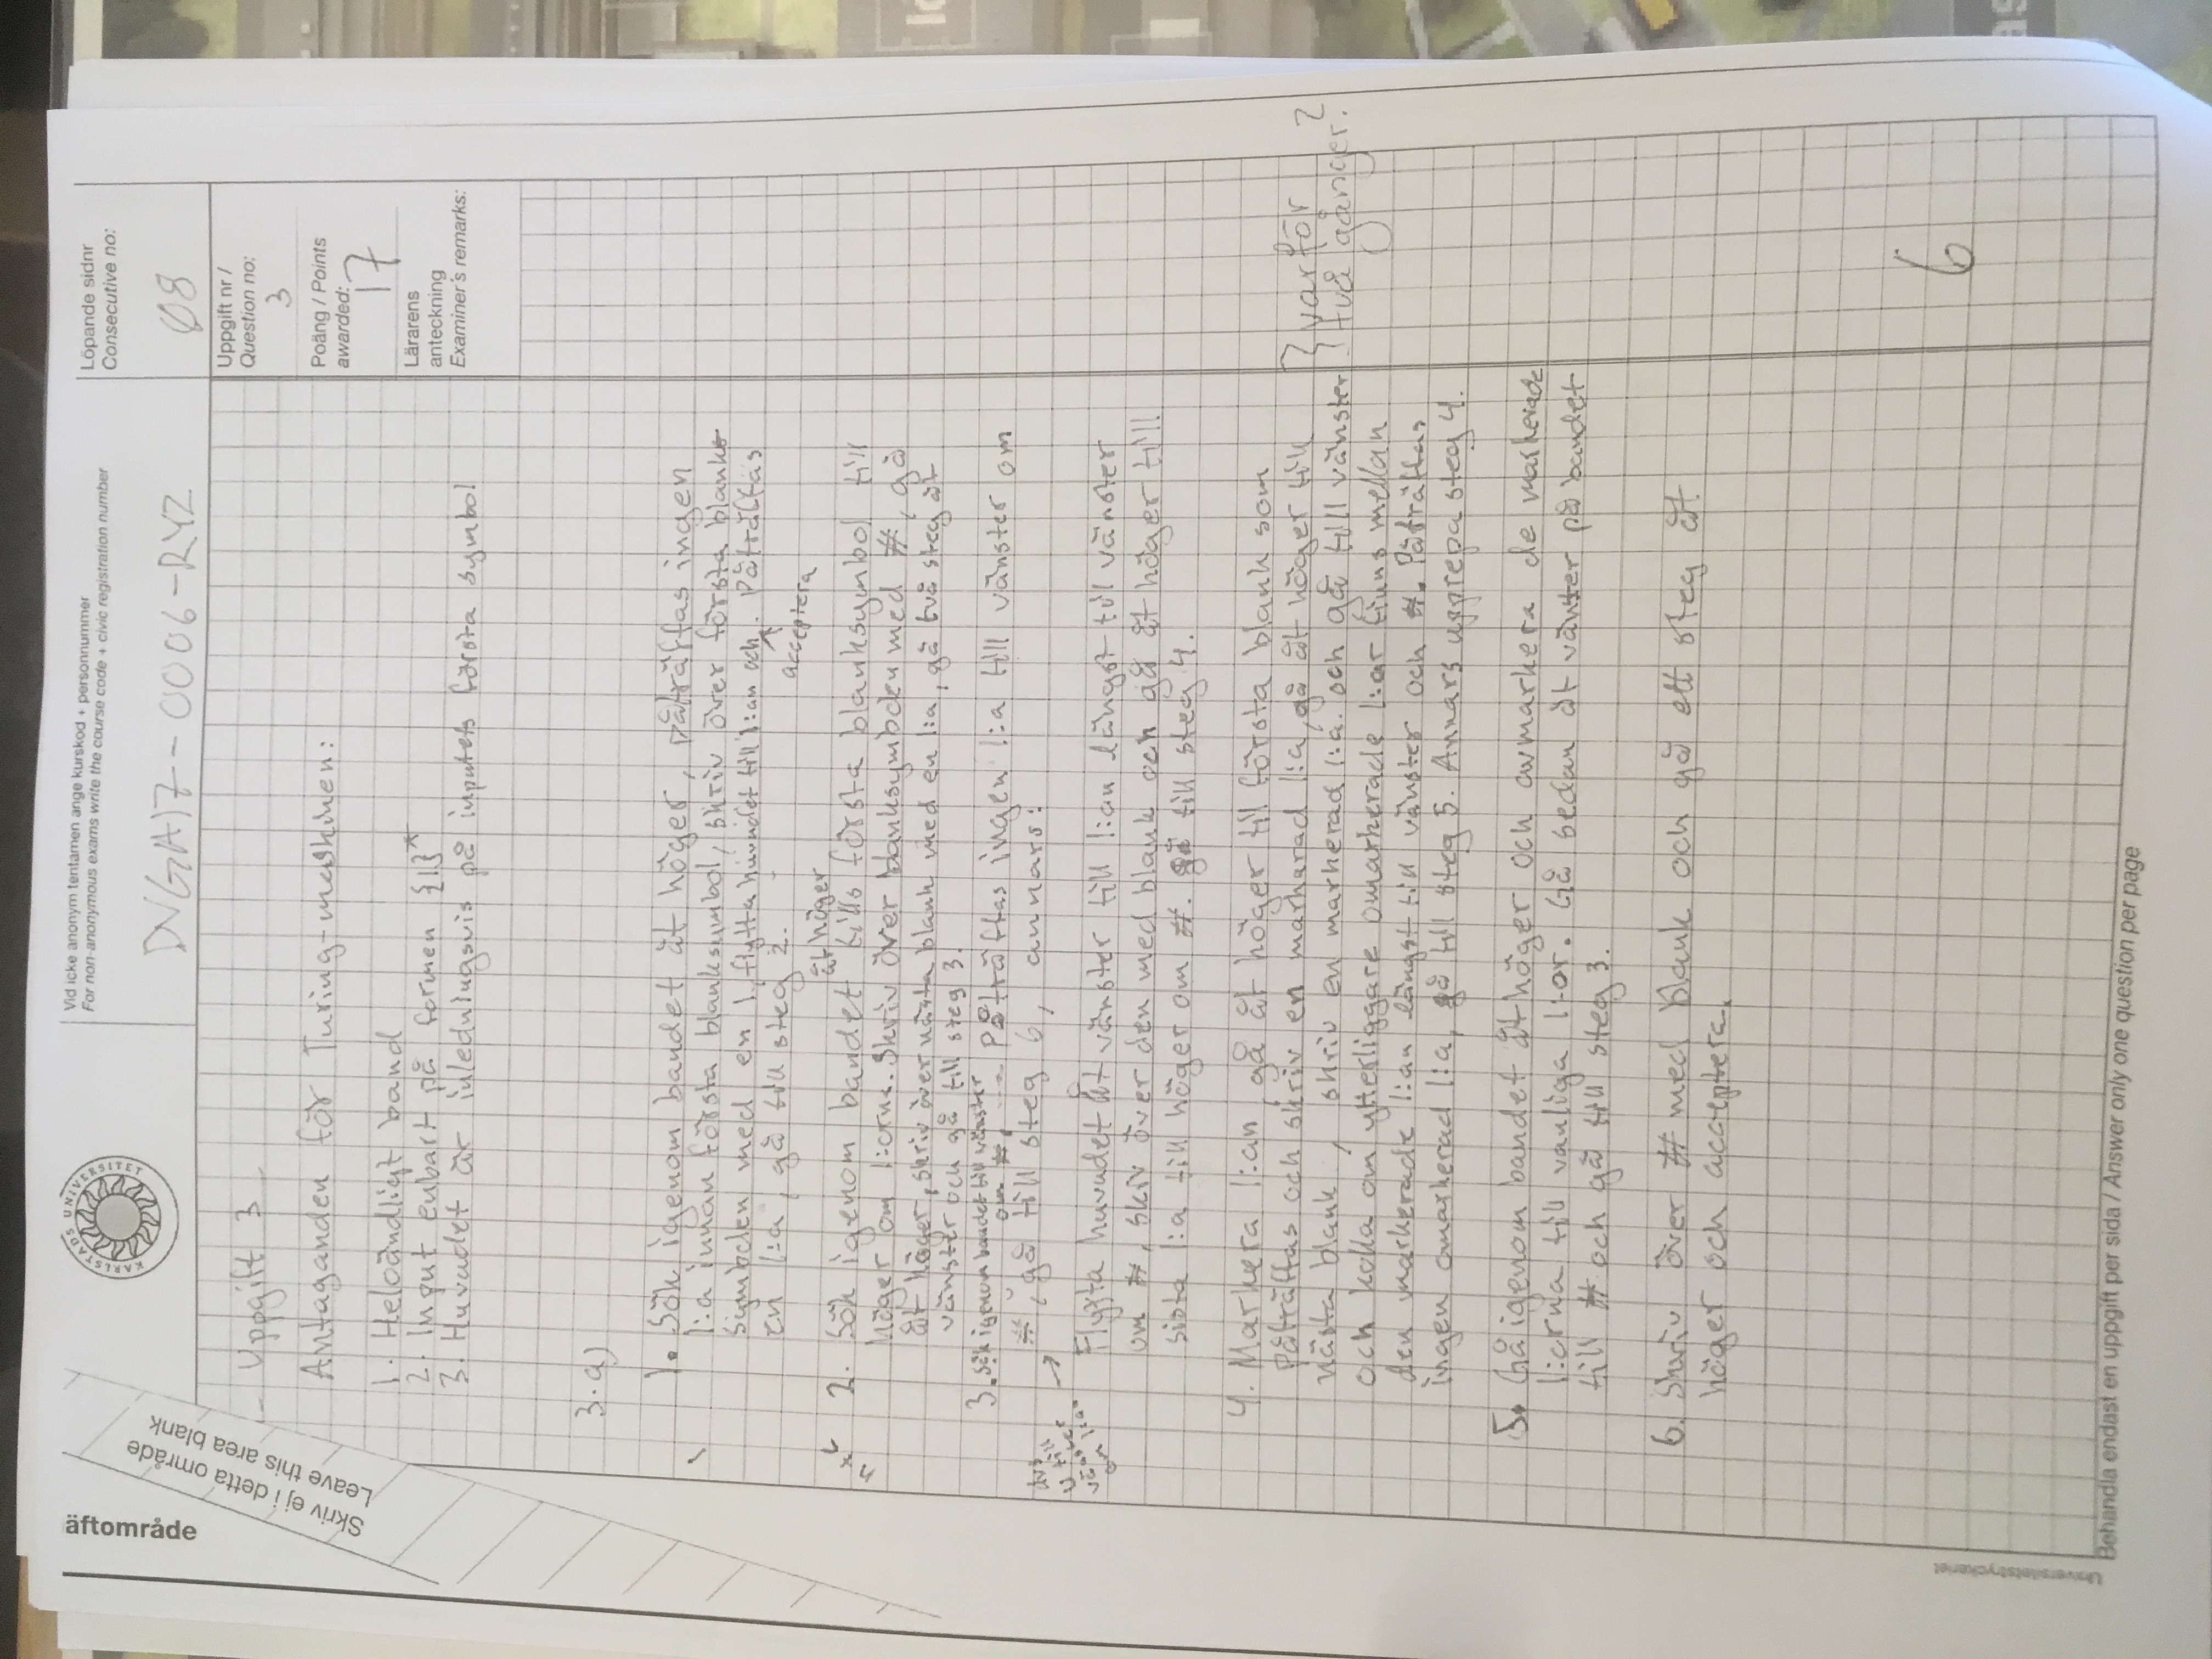 äftområde
Skriv ej i detta område
Leave this area blank
KARLSTADS UNIVERSITET
Vid icke anonym tentamen ange kurskod + personnummer
For non-anonymous exams write the course code + civic registration number
DVGA17-0006-RYZ
Löpande sidnr
Consecutive no:
08
Uppgift nr /
Question no:
3
Poäng / Points
awarded:
17
Lärarens
anteckning
Examiner's remarks:
- Uppgift 3 -
Antaganden för Turing-maskinen:
1. Heloändligt band
2. Input enbart på formen {1}*
3. Huvudet är inledningsvis på inputets första symbol
3.a)
1. Sök igenom bandet åt höger, påträffas ingen
1:a innan första blanksymbol, skriv över första blank
symbolen med en 1, flytta huvudet till 1:an och. Påträffas
acceptera
en 1:a, gå till steg 2.
åt höger
2. Sök igenom bandet tills första blanksymbol till
höger om 1:orna. Skriv över blanksymbolen med #, gå
åt höger, skriv över nästa blank med en 1:a, gå två steg åt
vänster och gå till steg 3.
3. Sök igenom bandet till vänster
om #, Påträffas ingen 1:a till vänster om
#, gå till steg 6, annars:
dvs
U till
vänster
om 1:an →
Flytta huvudet åt vänster till 1:an längst til vänster
om #, skriv över den med blank och gå åt höger till
sista 1:a till höger om #. gå till steg 4.
4. Markera 1:an, gå åt höger til första blank som
påträffas och skriv en markarad 1:a, gå åt höger till
nästa blank, skriv en markerad 1:a. och gå till vänster
och kolla om ytterliggare omarkerade 1:or finns mellan
den markerade 1:an längst till vänster och #. Påträffas
ingen omarkerad 1:a, gå till steg 5. Annars upprepa steg 4.
} varför
två gånger?
5. Gå igenom bandet åt höger och avmarkera de markerade
1:orna till vanliga 1:or. Gå sedan åt vänster på bandet
till # och gå till steg 3.
6. Skriv över # med blank och gå ett steg åt
höger och acceptera.
6
Universitetstryckeriet
Behandla endast en uppgift per sida / Answer only one question per page